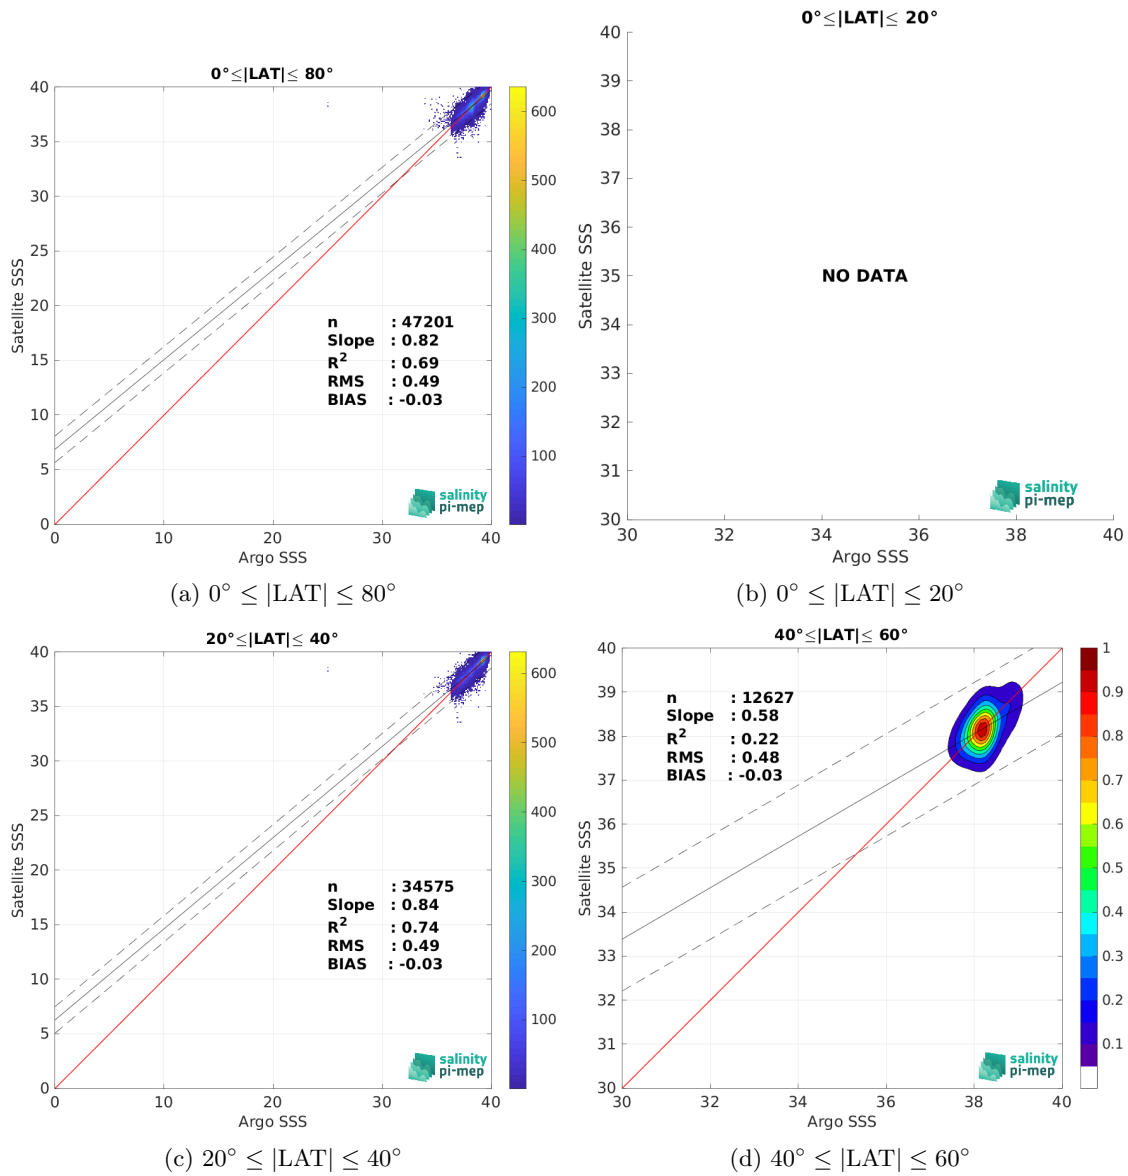 0°≤|LAT|≤ 80°
40
35
30
25
20
15
10
5
0
Satellite SSS
n : 47201
Slope : 0.82
R2 : 0.69
RMS : 0.49
BIAS : -0.03
salinity
pi-mep
0 10 20 30 40
Argo SSS
600
500
400
300
200
100
(a) 0° ≤ |LAT| ≤ 80°
0°≤|LAT|≤ 20°
40
39
38
37
36
35
34
33
32
31
30
Satellite SSS
NO DATA
salinity
pi-mep
30 32 34 36 38 40
Argo SSS
(b) 0° ≤ |LAT| ≤ 20°
20°≤|LAT|≤ 40°
40
35
30
25
20
15
10
5
0
Satellite SSS
n : 34575
Slope : 0.84
R2 : 0.74
RMS : 0.49
BIAS : -0.03
salinity
pi-mep
0 10 20 30 40
Argo SSS
600
500
400
300
200
100
(c) 20° ≤ |LAT| ≤ 40°
40°≤|LAT|≤ 60°
40
39
38
37
36
35
34
33
32
31
30
Satellite SSS
n : 12627
Slope : 0.58
R2 : 0.22
RMS : 0.48
BIAS : -0.03
salinity
pi-mep
30 32 34 36 38 40
Argo SSS
1
0.9
0.8
0.7
0.6
0.5
0.4
0.3
0.2
0.1
(d) 40° ≤ |LAT| ≤ 60°